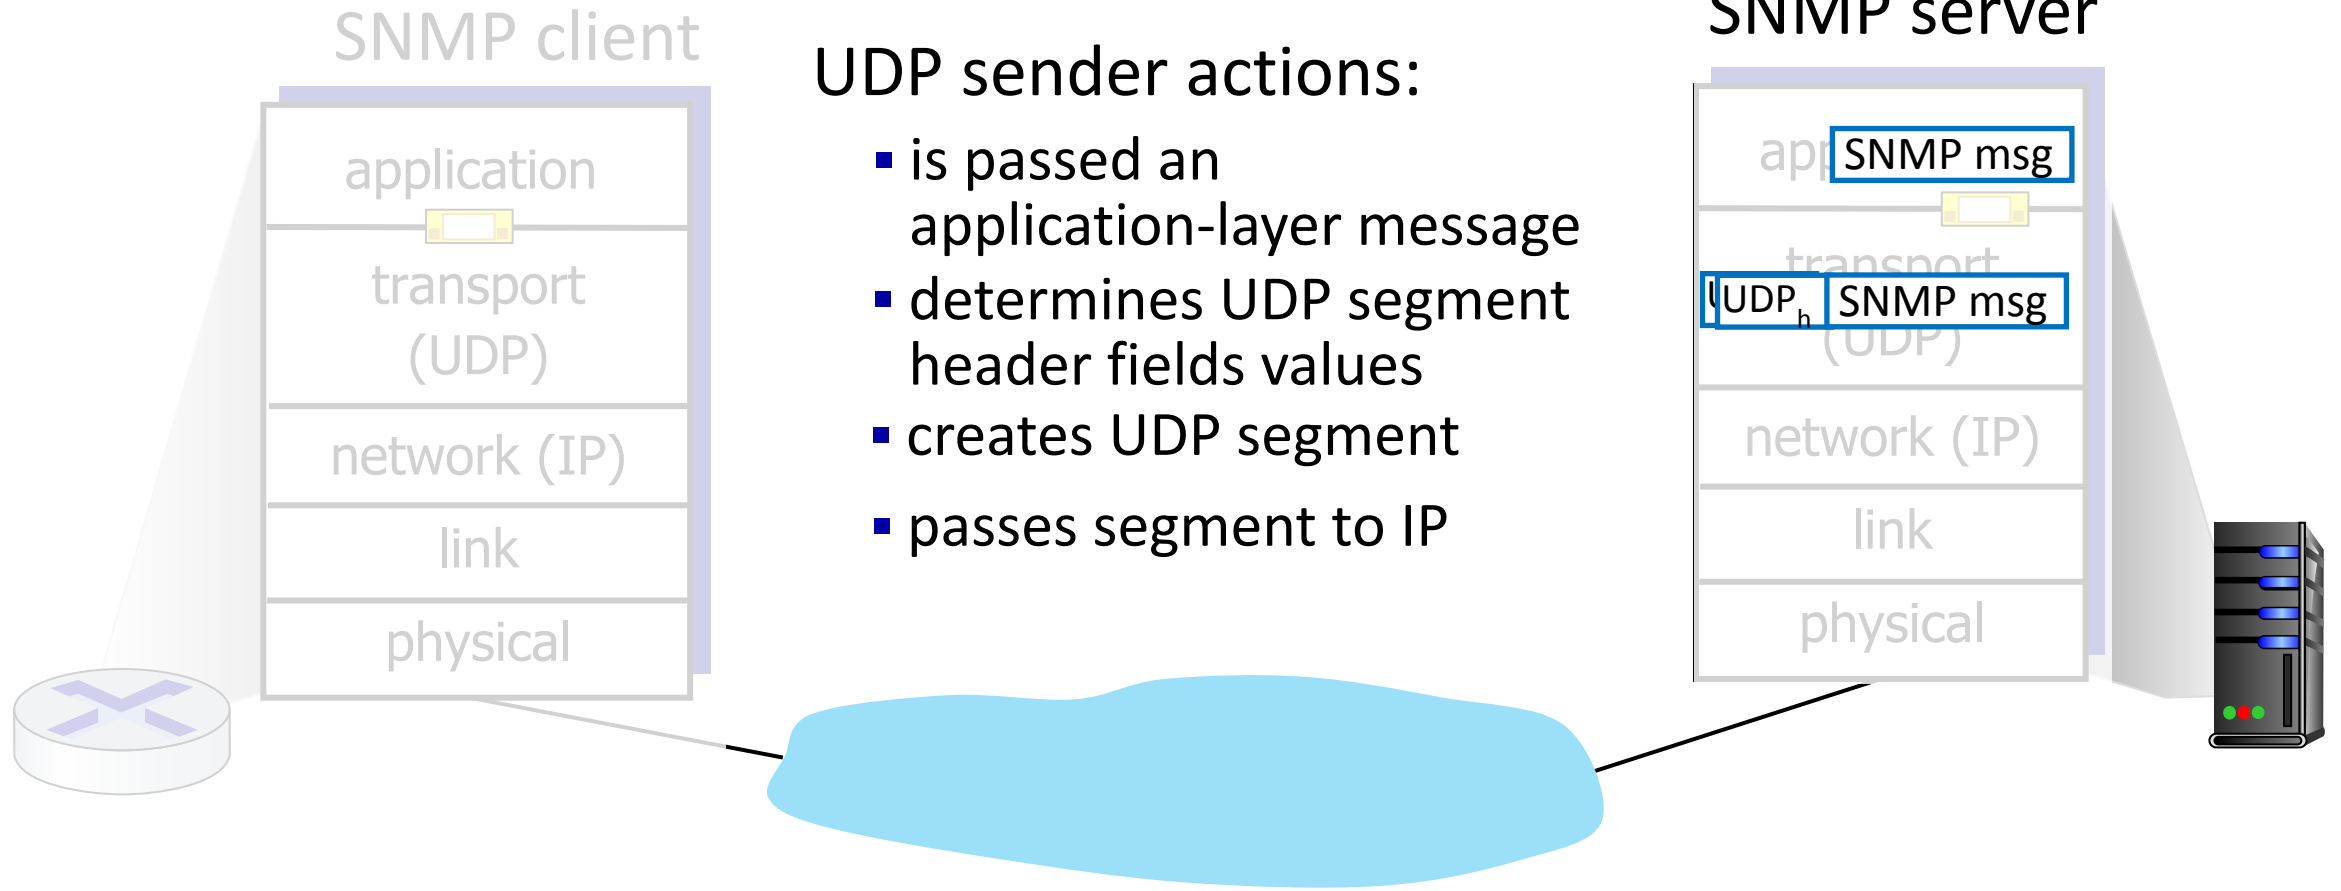 SNMP client
application
transport
(UDP)
network (IP)
link
physical
UDP sender actions:
▪ is passed an
application-layer message
▪ determines UDP segment
header fields values
▪ creates UDP segment
▪ passes segment to IP
SNMP server
SNMP msg
transport
UDPh SNMP msg
(UDP)
network (IP)
link
physical